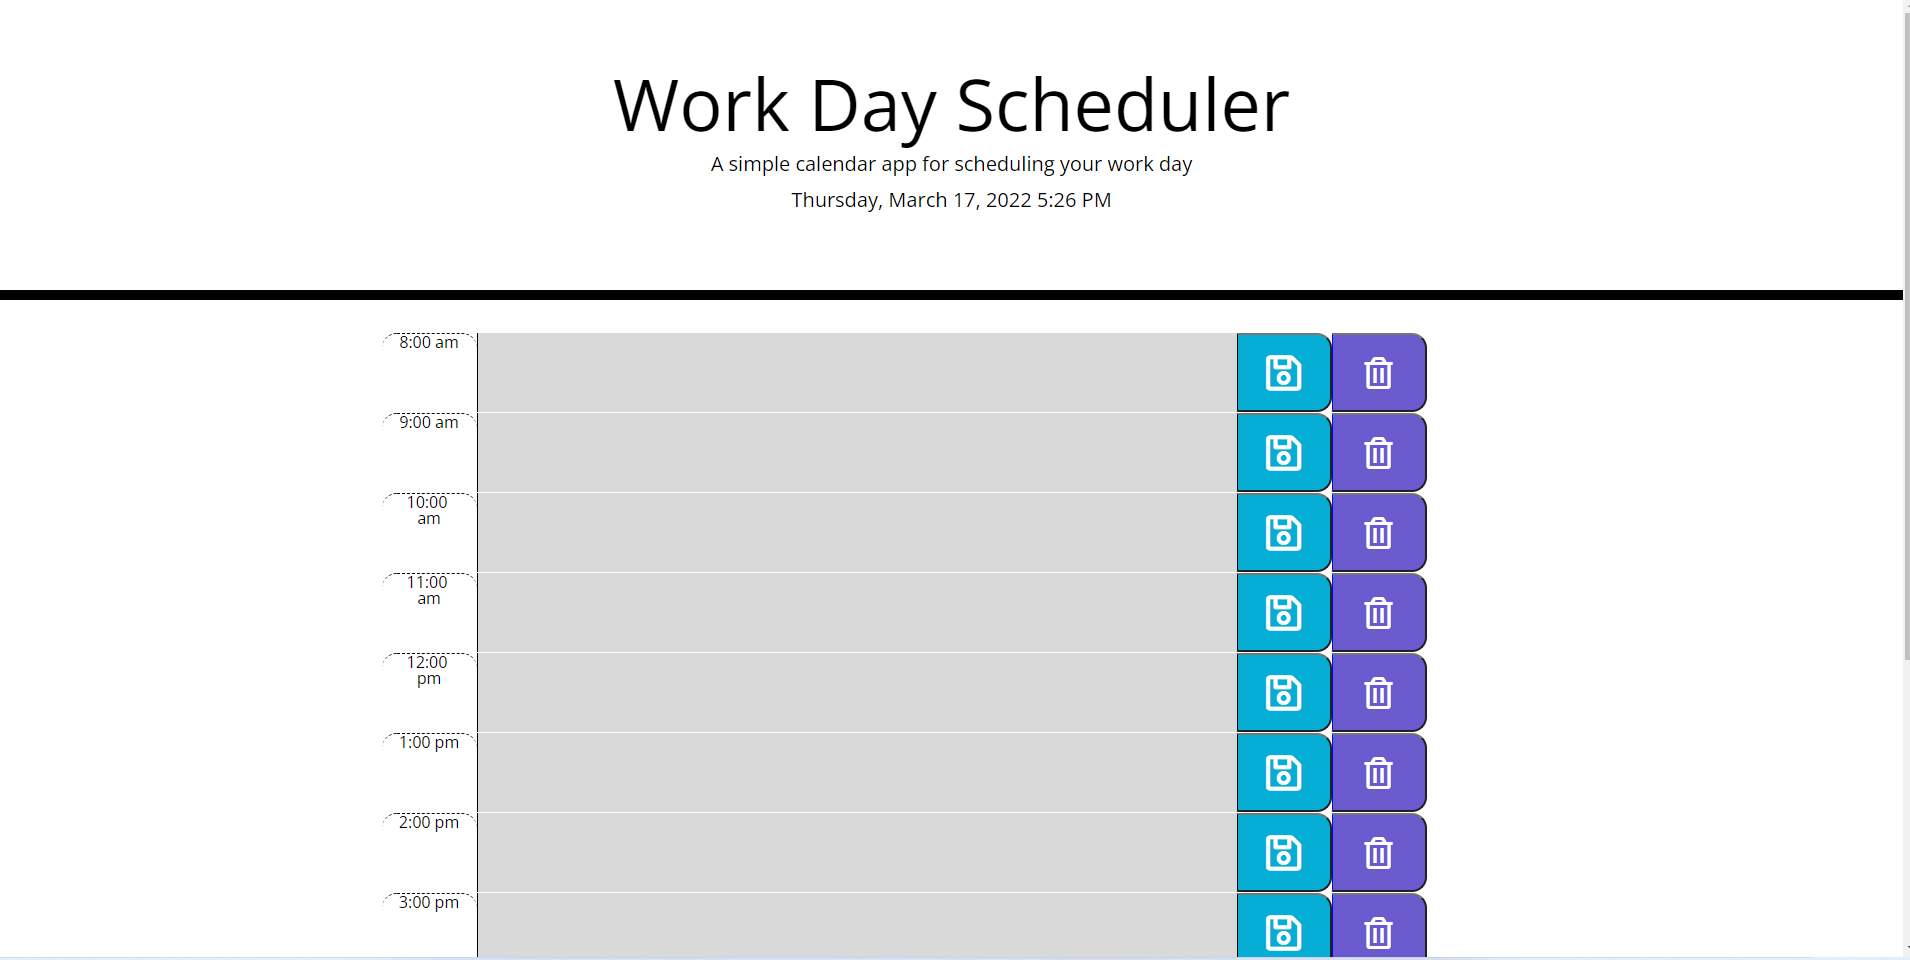 Work Day Scheduler
A simple calendar app for scheduling your work day
Thursday, March 17, 2022 5:26 PM
8:00 am
9:00 am
10:00
am
11:00
am
12:00
pm
1:00 pm
2:00 pm
3:00 pm